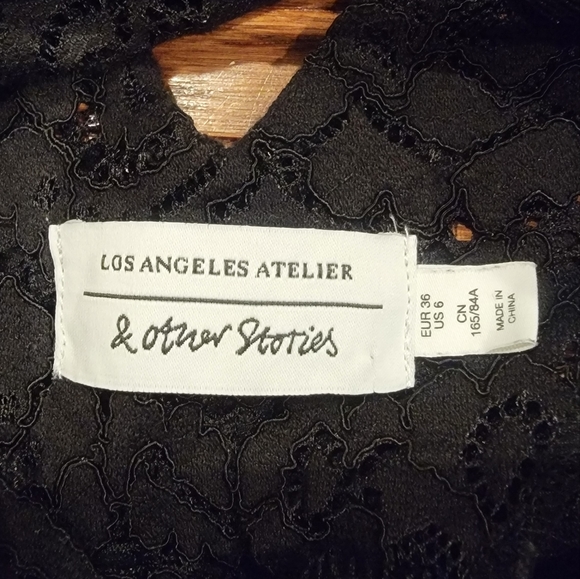 LOS ANGELES ATELIER
& other Stories
EUR 36
US 6
CN
165/84A
MADE IN
CHINA